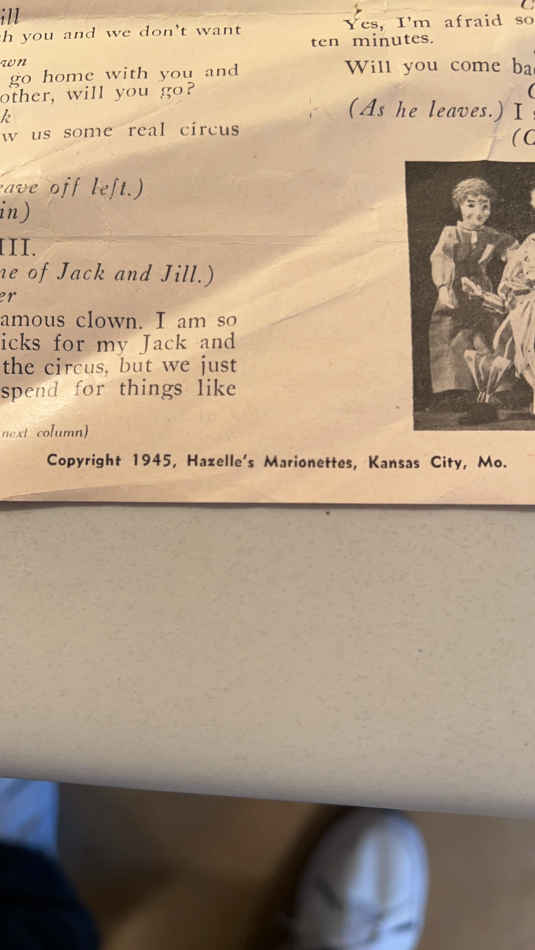 ill
h you and we don't want
wn
go home with you and
other, will you go?
k
w us some real circus
eave off left.)
in)
III.
ne of Jack and Jill.)
er
amous clown. I am so
icks for my Jack and
the circus, but we just
spend for things like
next column)
Yes, I'm afraid so
ten minutes.
Will you come ba
(As he leaves.) I
(C
Copyright 1945, Hazelle's Marionettes, Kansas City, Mo.